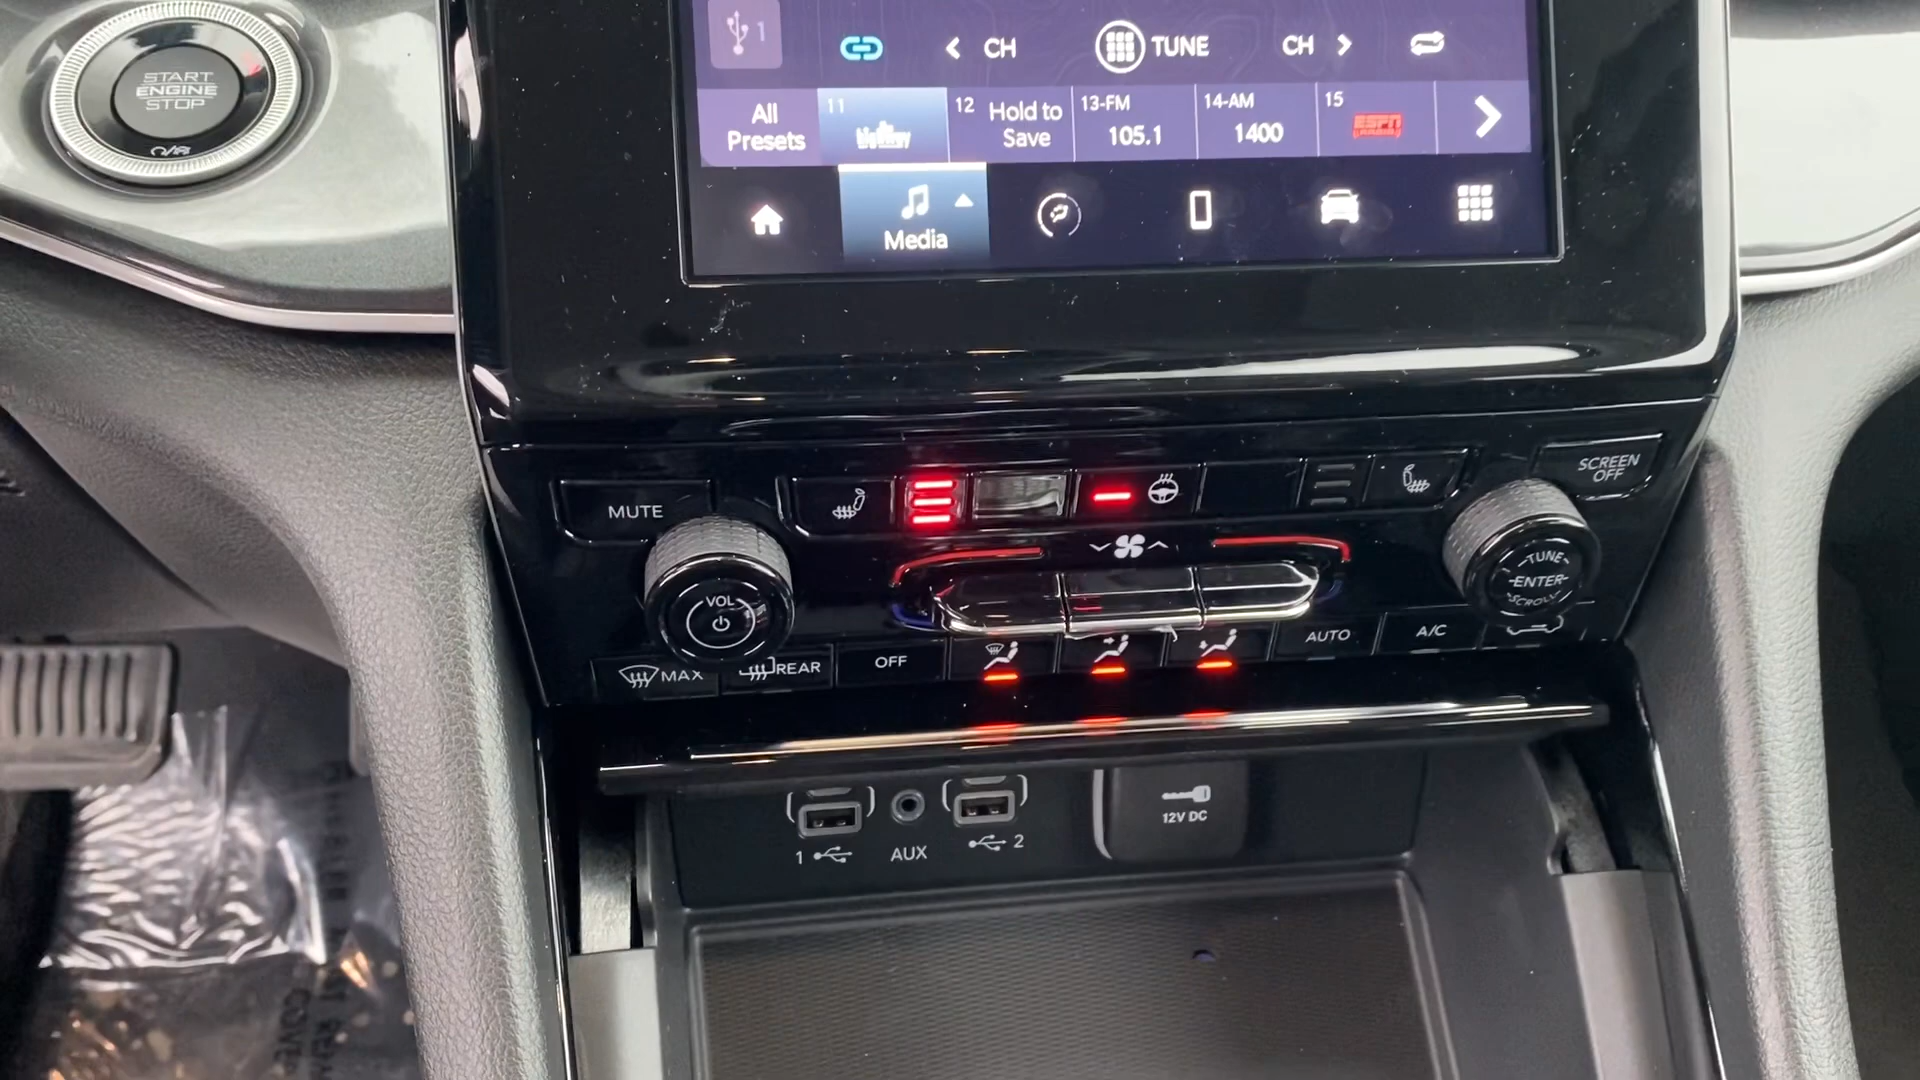 START
ENGINE
STOP
1
CH
TUNE
CH
All
Presets
11
12
Hold to
Save
13-FM
105.1
14-AM
1400
15
ESPN
Media
MUTE
SCREEN
OFF
VOL
TUNE
ENTER
SCROLL
MAX
REAR
OFF
AUTO
A/C
1
AUX
2
12V DC